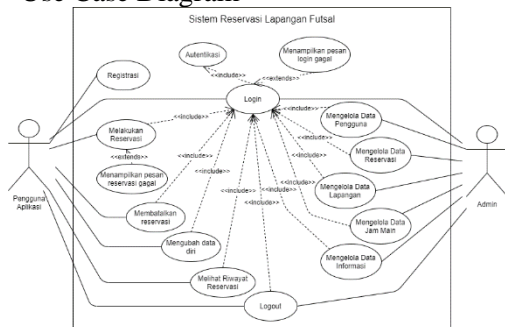 Use Case Diagram
Sistem Reservasi Lapangan Futsal
Autentikasi
Menampilkan pesan
login gagal
Registrasi
<<include>>
<<extends>>
Login
Melakukan
Reservasi
<<include>>
<<include>>
Mengelola Data
Pengguna
<<extends>>
<<include>>
<<include>>
Mengelola Data
Reservasi
Menampilkan pesan
reservasi gagal
<<include>>
<<include>>
Mengelola Data
Lapangan
Pengguna
Aplikasi
Admin
Membatalkan
reservasi
<<include>>
<<include>>
<<include>>
Mengelola Data
Jam Main
Mengubah data
diri
Mengelola Data
Informasi
Melihat Riwayat
Reservasi
Logout